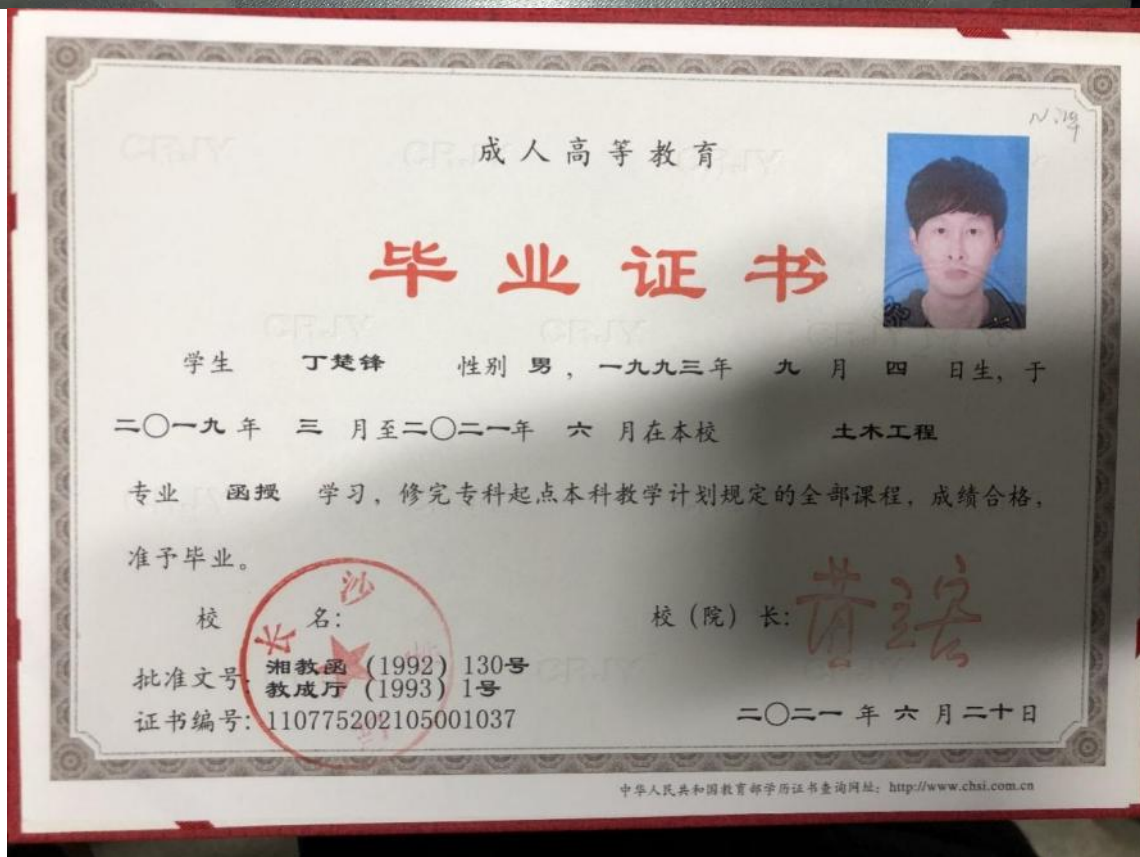 成人高等教育
毕业证书
学生 丁楚锋 性别 男，一九九三年 九 月 四 日生，于
二〇一九年 三 月至二〇二一年 六 月在本校 土木工程
专业 函授 学习，修完专科起点本科教学计划规定的全部课程，成绩合格，
准予毕业。
校 名： 校（院）长：
批准文号：湘教函（1992）130号
教成厅（1993）1号
证书编号：110775202105001037
二〇二一年 六 月二十日
中华人民共和国教育部学历证书查询网址：http://www.chsi.com.cn
长沙
CRJY